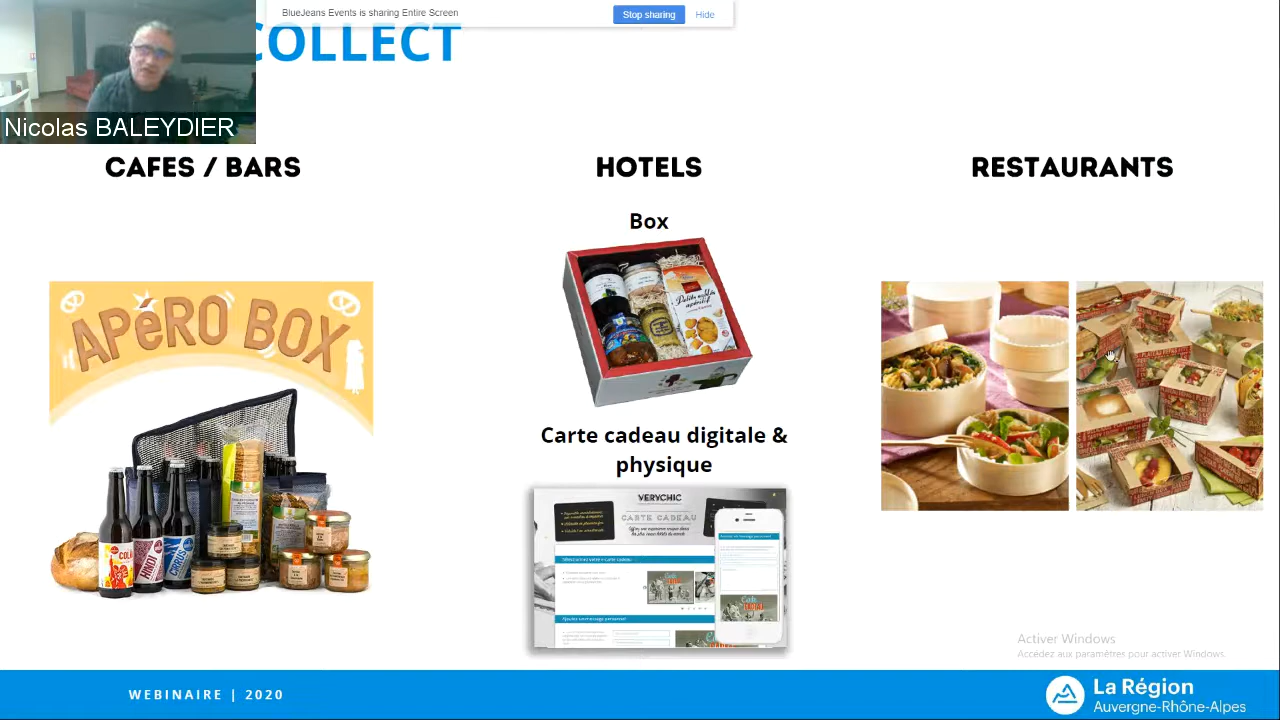 BlueJeans Events is sharing Entire Screen
Stop sharing
Hide
COLLECT
Nicolas BALEYDIER
CAFES / BARS
HOTELS
RESTAURANTS
Box
APéRO BOX
Carte cadeau digitale &
physique
VERYCHIC
CARTE CADEAU
Activer Windows
Accédez aux paramètres pour activer Windows.
WEBINAIRE | 2020
La Région
Auvergne-Rhône-Alpes